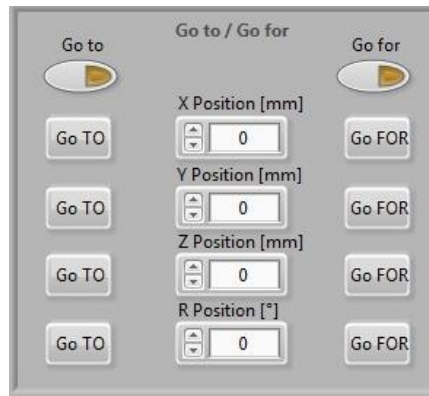 Go to / Go for
Go to
Go for
X Position [mm]
Go TO
0
Go FOR
Y Position [mm]
Go TO
0
Go FOR
Z Position [mm]
Go TO
0
Go FOR
R Position [°]
Go TO
0
Go FOR